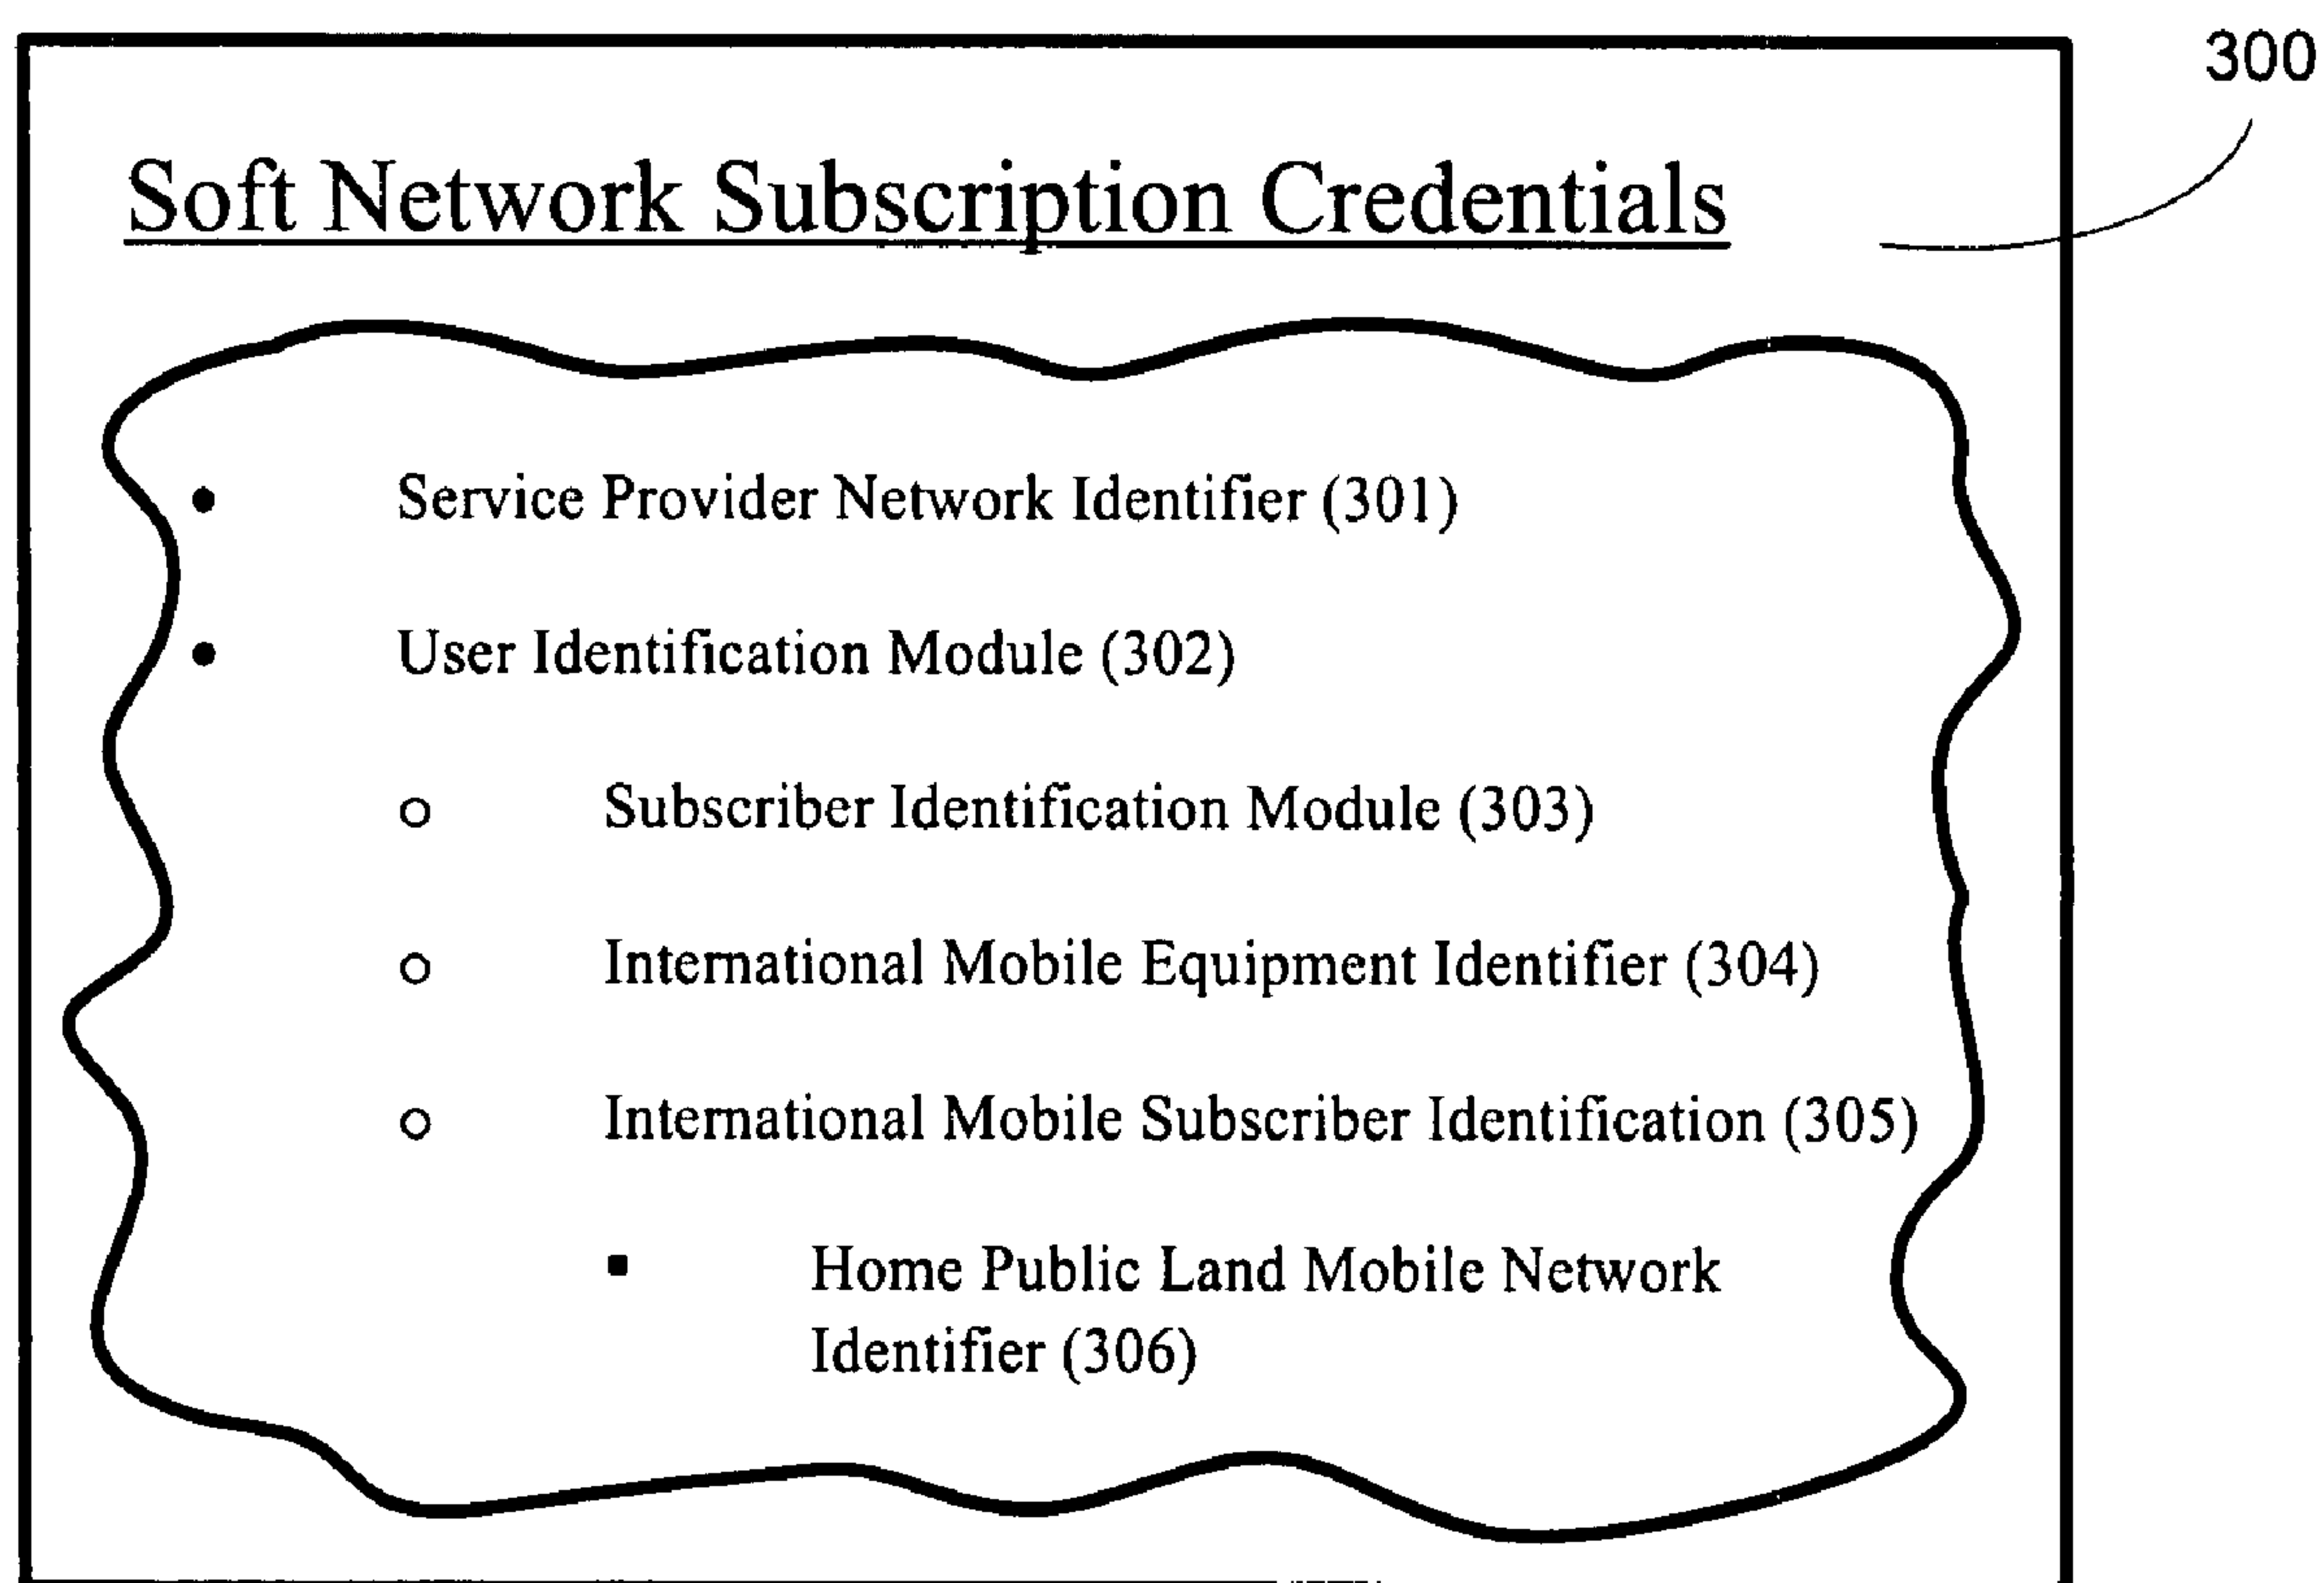 300
Soft Network Subscription Credentials
• Service Provider Network Identifier (301)
• User Identification Module (302)
o Subscriber Identification Module (303)
o International Mobile Equipment Identifier (304)
o International Mobile Subscriber Identification (305)
▪ Home Public Land Mobile Network
Identifier (306)